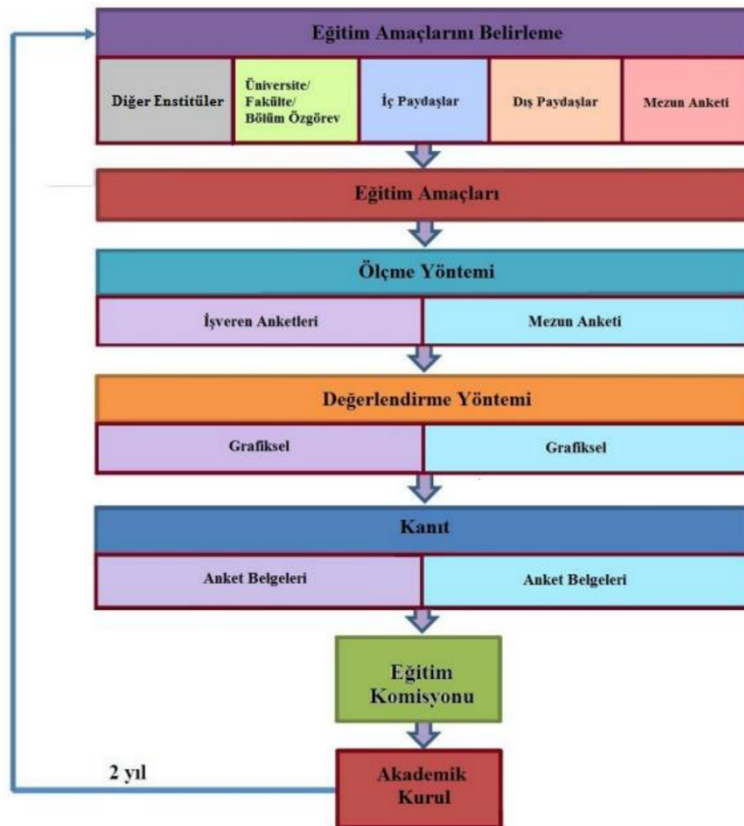 Eğitim Amaçlarını Belirleme
Diğer Enstitüler
Üniversite/
Fakülte/
Bölüm Özgörev
İç Paydaşlar
Dış Paydaşlar
Mezun Anketi
Eğitim Amaçları
Ölçme Yöntemi
İşveren Anketleri
Mezun Anketi
Değerlendirme Yöntemi
Grafiksel
Grafiksel
Kanıt
Anket Belgeleri
Anket Belgeleri
Eğitim
Komisyonu
2 yıl
Akademik
Kurul